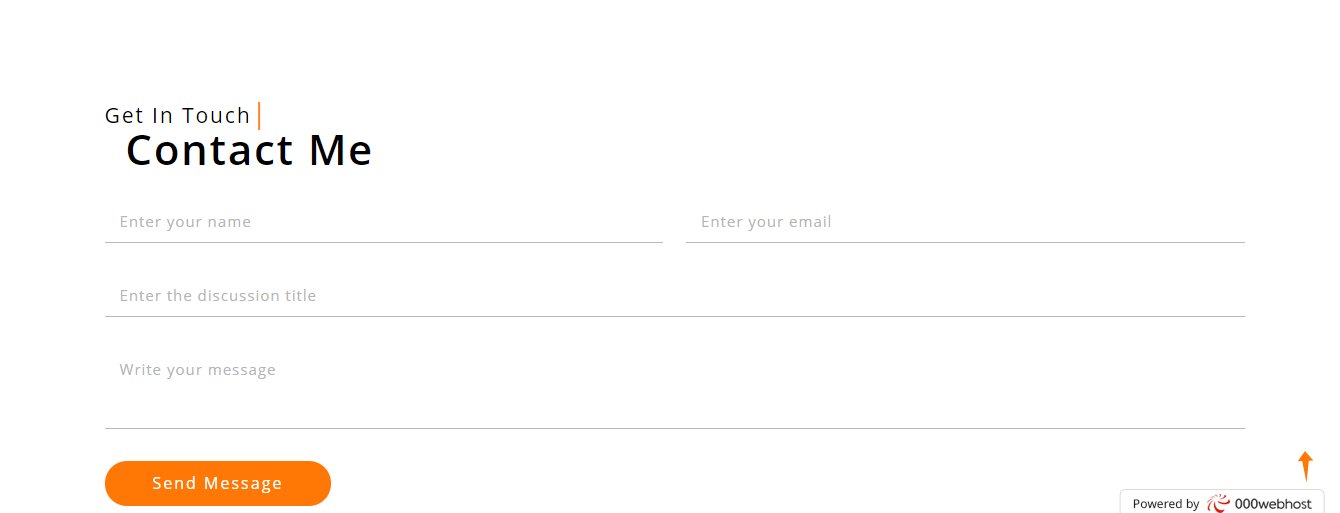 Get In Touch
Contact Me
Enter your name
Enter your email
Enter the discussion title
Write your message
Send Message
Powered by 000webhost